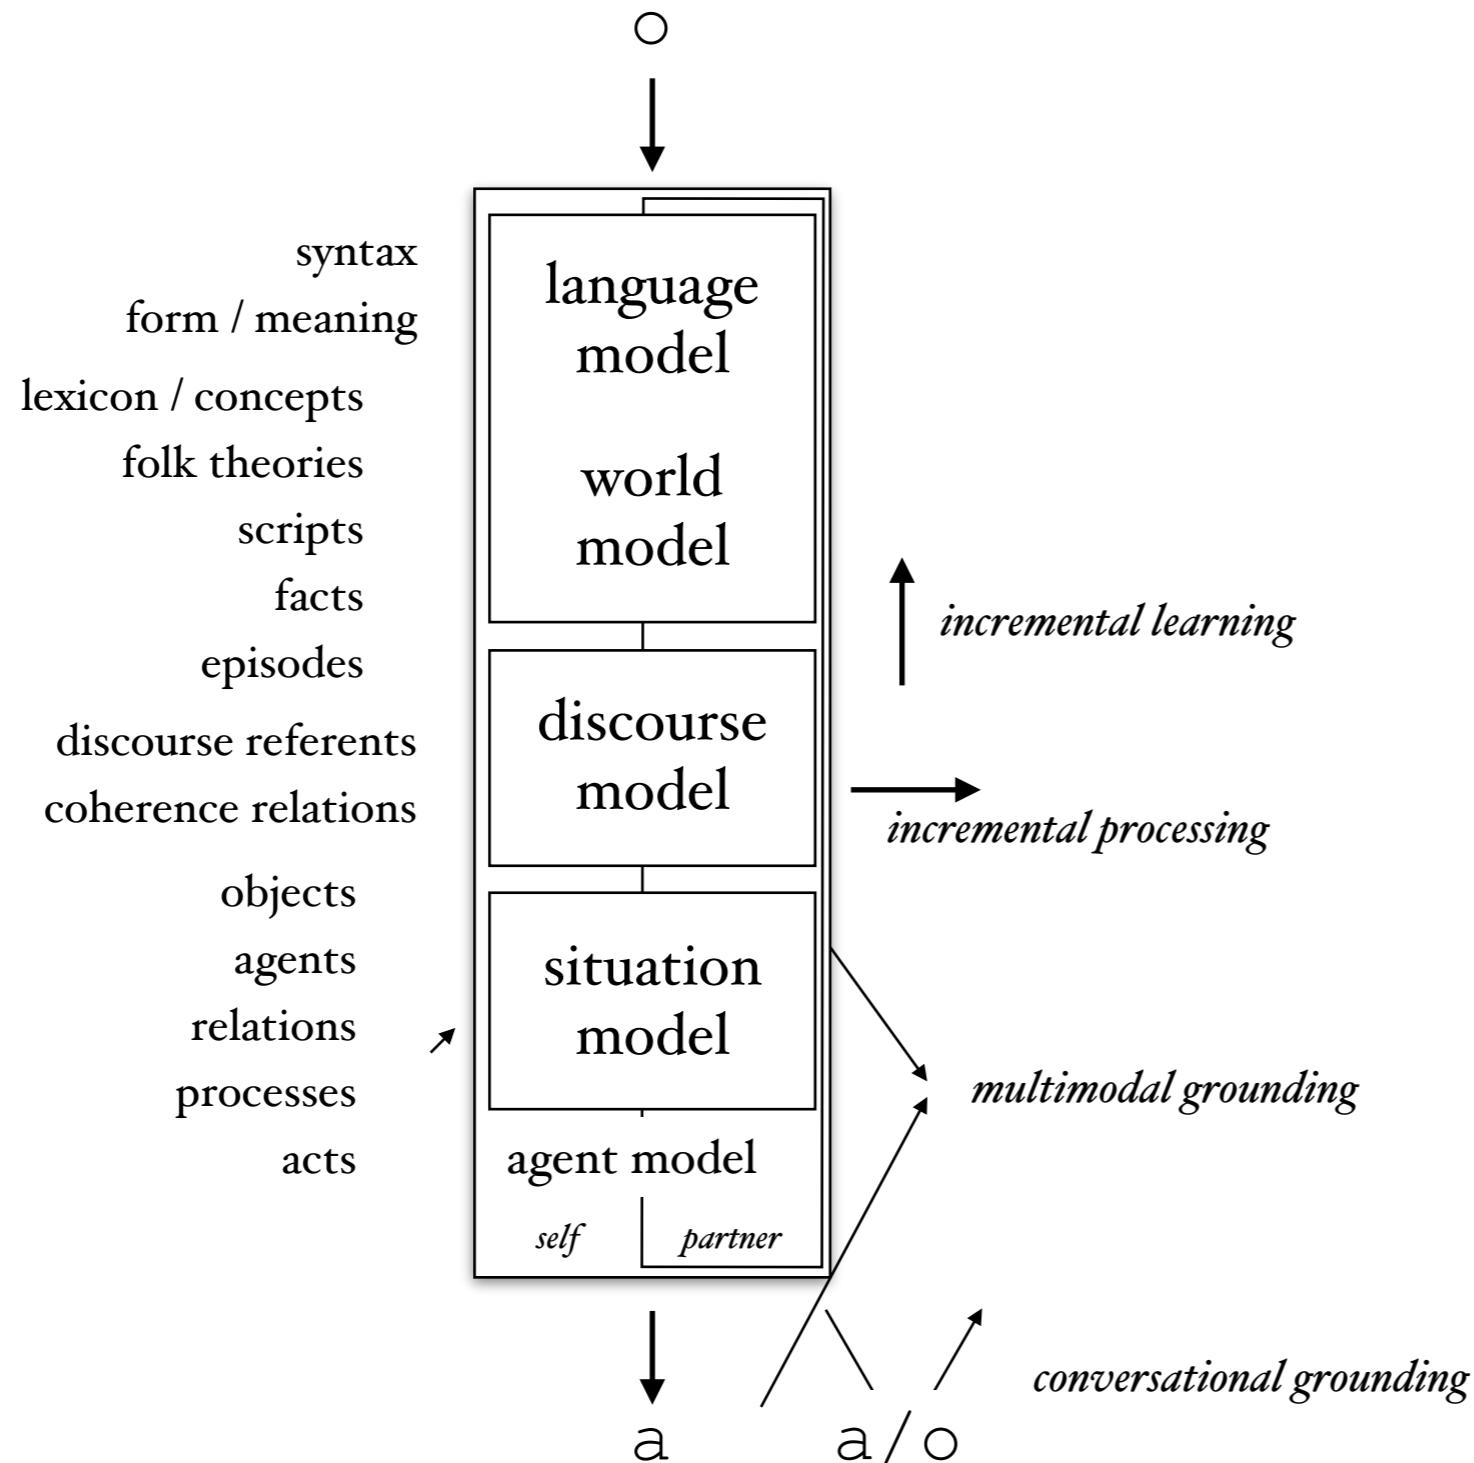 o
syntax
form / meaning
lexicon / concepts
folk theories
scripts
facts
episodes
discourse referents
coherence relations
objects
agents
relations
processes
acts
language
model
world
model
discourse
model
situation
model
agent model
self
partner
incremental learning
incremental processing
multimodal grounding
conversational grounding
a
a/o